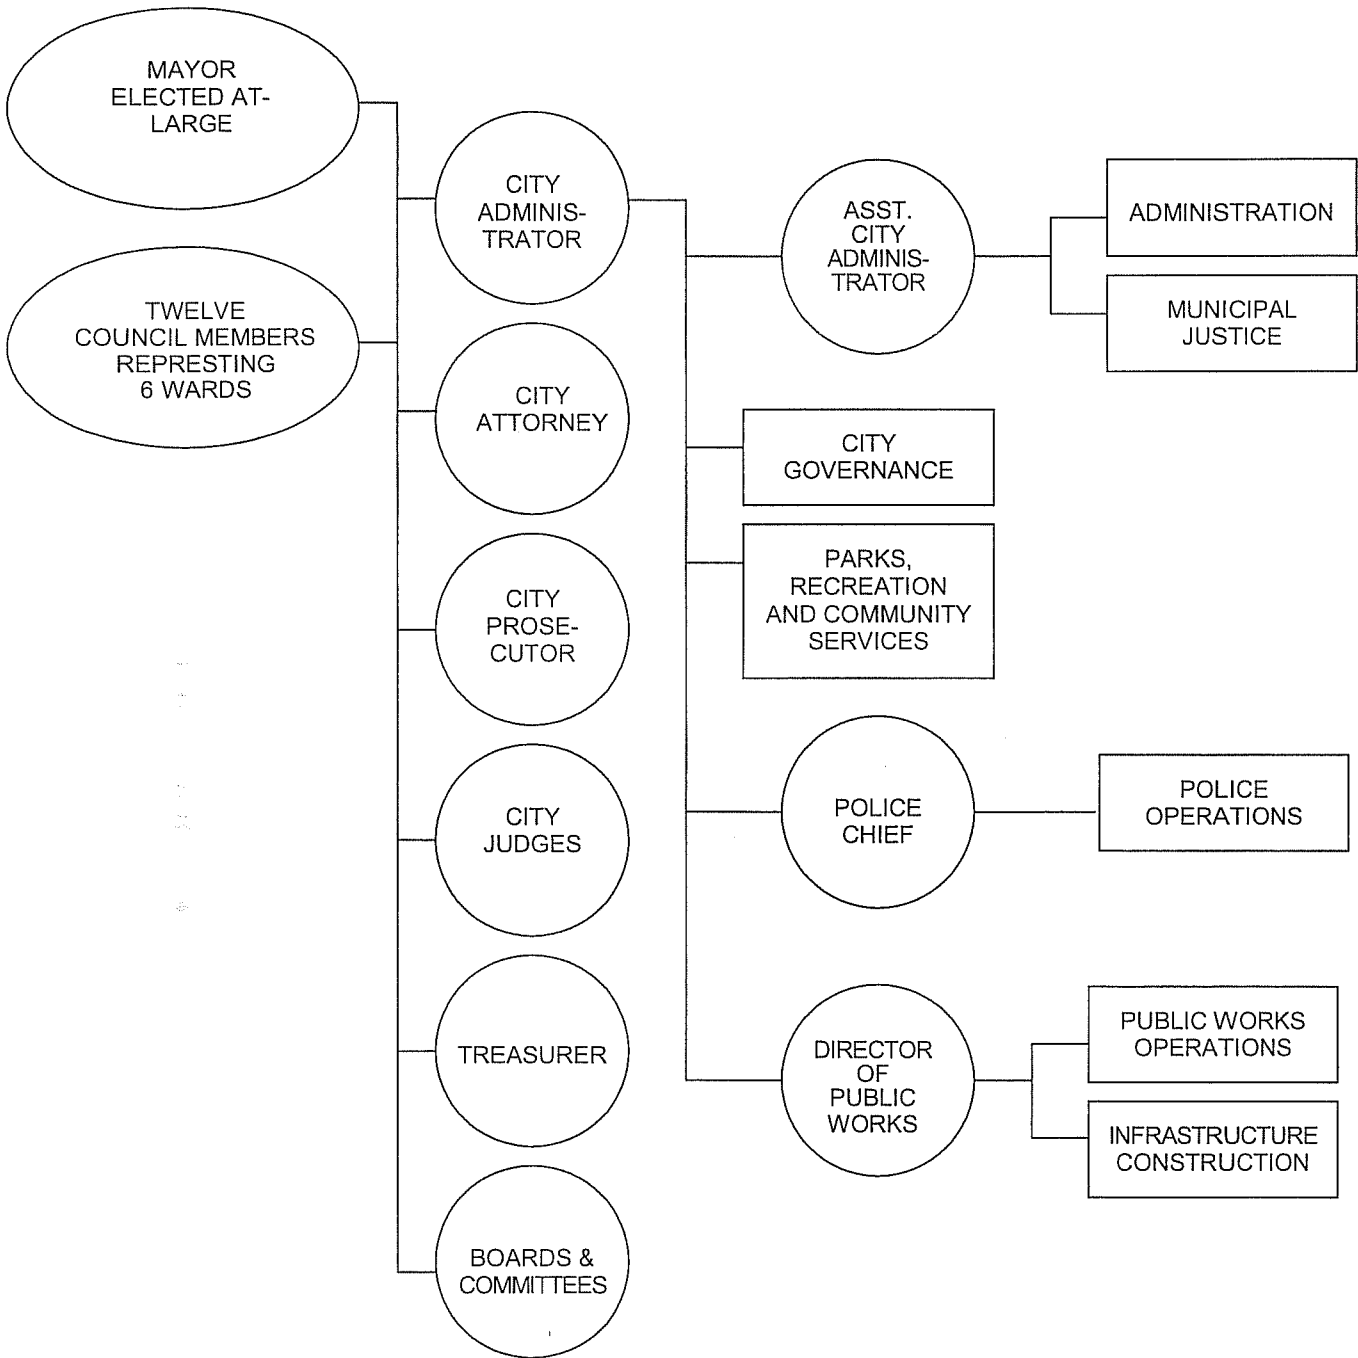 MAYOR
ELECTED AT-
LARGE
TWELVE
COUNCIL MEMBERS
REPRESTING
6 WARDS
CITY
ADMINIS-
TRATOR
CITY
ATTORNEY
CITY
PROSE-
CUTOR
CITY
JUDGES
TREASURER
BOARDS &
COMMITTEES
ASST.
CITY
ADMINIS-
TRATOR
CITY
GOVERNANCE
PARKS,
RECREATION
AND COMMUNITY
SERVICES
POLICE
CHIEF
DIRECTOR
OF
PUBLIC
WORKS
ADMINISTRATION
MUNICIPAL
JUSTICE
POLICE
OPERATIONS
PUBLIC WORKS
OPERATIONS
INFRASTRUCTURE
CONSTRUCTION